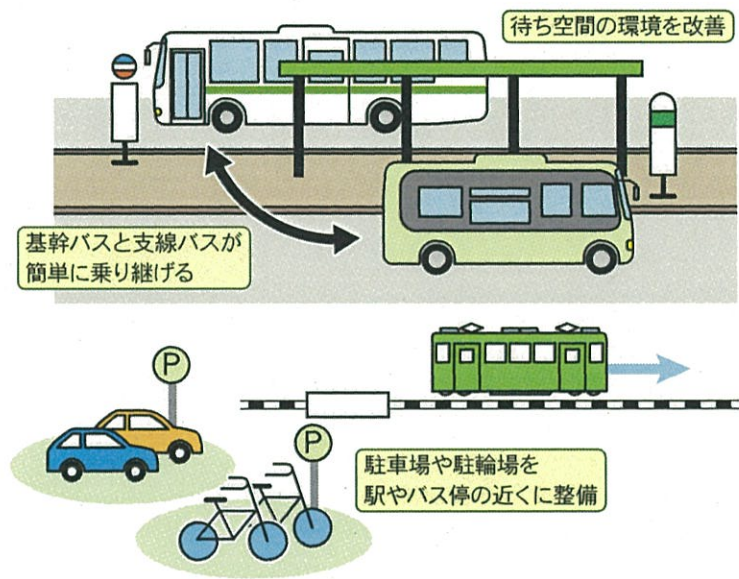 待ち空間の環境を改善
基幹バスと支線バスが
簡単に乗り継げる
P
P
駐車場や駐輪場を
駅やバス停の近くに整備